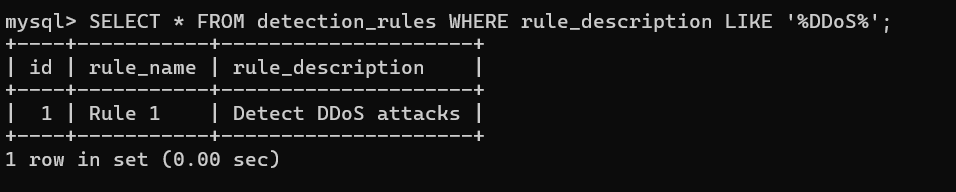 mysql> SELECT * FROM detection_rules WHERE rule_description LIKE '%DDoS%';
+----+-----------+---------------------+
| id | rule_name | rule_description    |
+----+-----------+---------------------+
|  1 | Rule 1    | Detect DDoS attacks |
+----+-----------+---------------------+
1 row in set (0.00 sec)